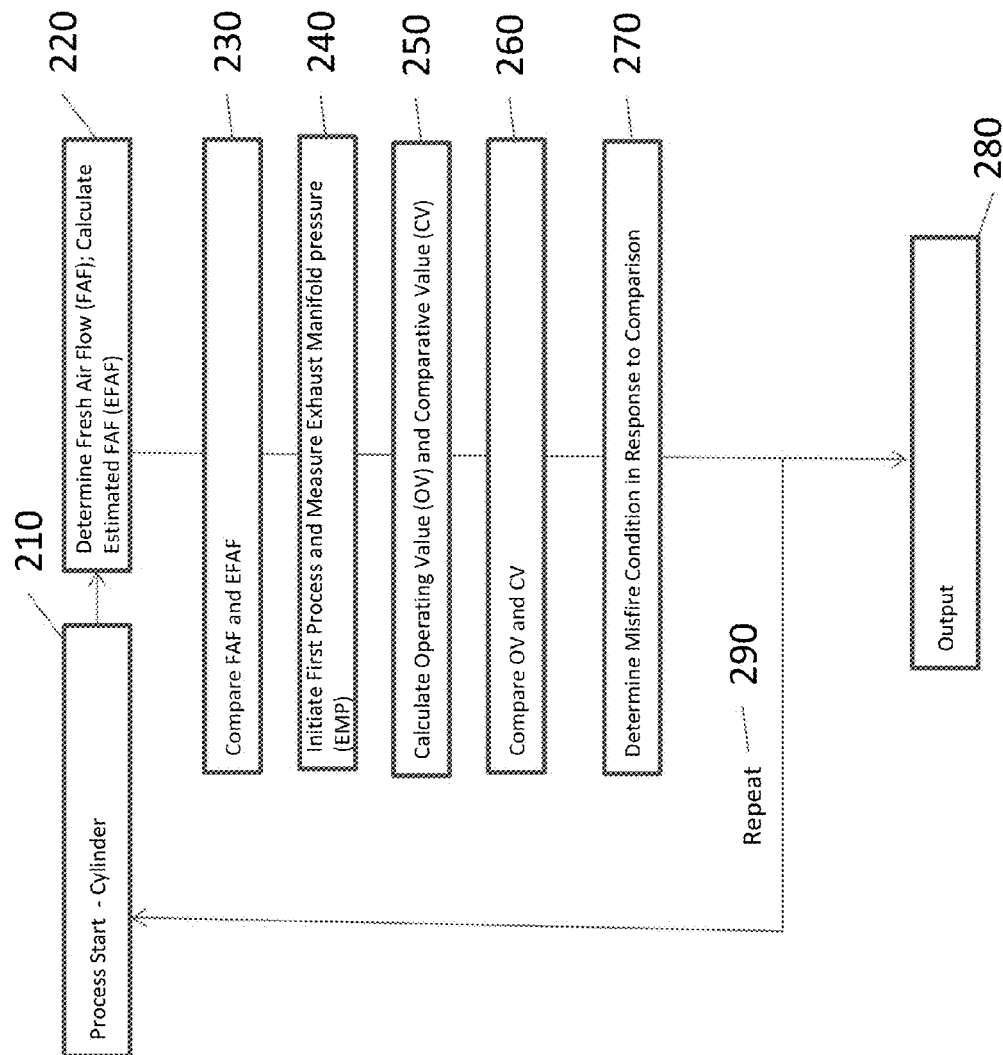 210
Process Start - Cylinder
220
Determine Fresh Air Flow (FAF); Calculate
Estimated FAF (EFAF)
230
Compare FAF and EFAF
240
Initiate First Process and Measure Exhaust Manifold pressure
(EMP)
250
Calculate Operating Value (OV) and Comparative Value (CV)
260
Compare OV and CV
270
Determine Misfire Condition in Response to Comparison
Repeat 290
280
Output